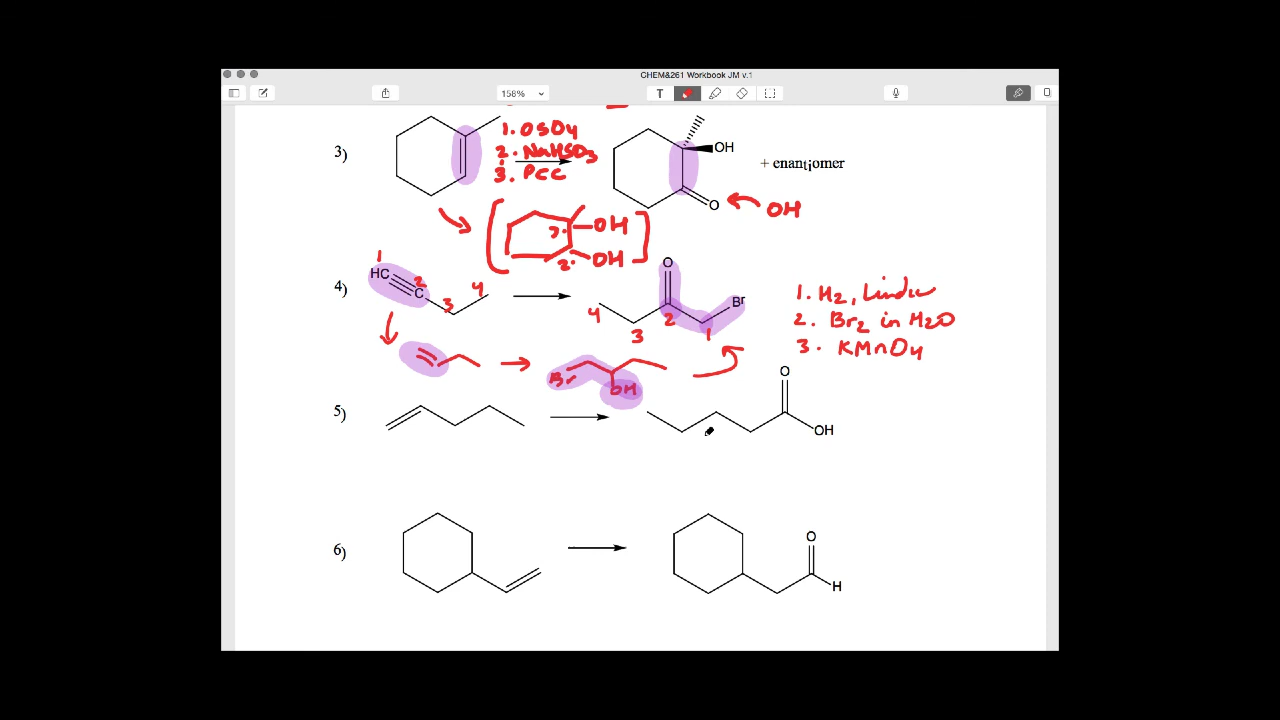 CHEM&261 Workbook JM v.1
158%
T
3)
1. OsO4
2. NaHSO3
3. PCC
OH
O
+ enantiomer
OH
3°
OH
2°
OH
4)
1
HC
2
C
3
4
O
Br
4
3
2
1
1. H2, Lindlar
2. Br2 in H2O
3. KMnO4
Br
OH
5)
O
OH
6)
O
H